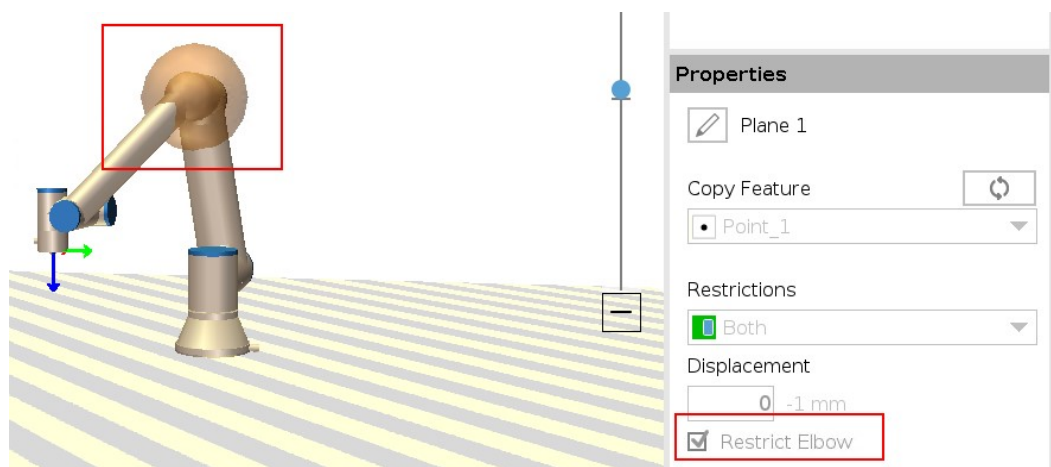 Properties
Plane 1
Copy Feature
Point_1
Restrictions
Both
Displacement
0 -1 mm
Restrict Elbow